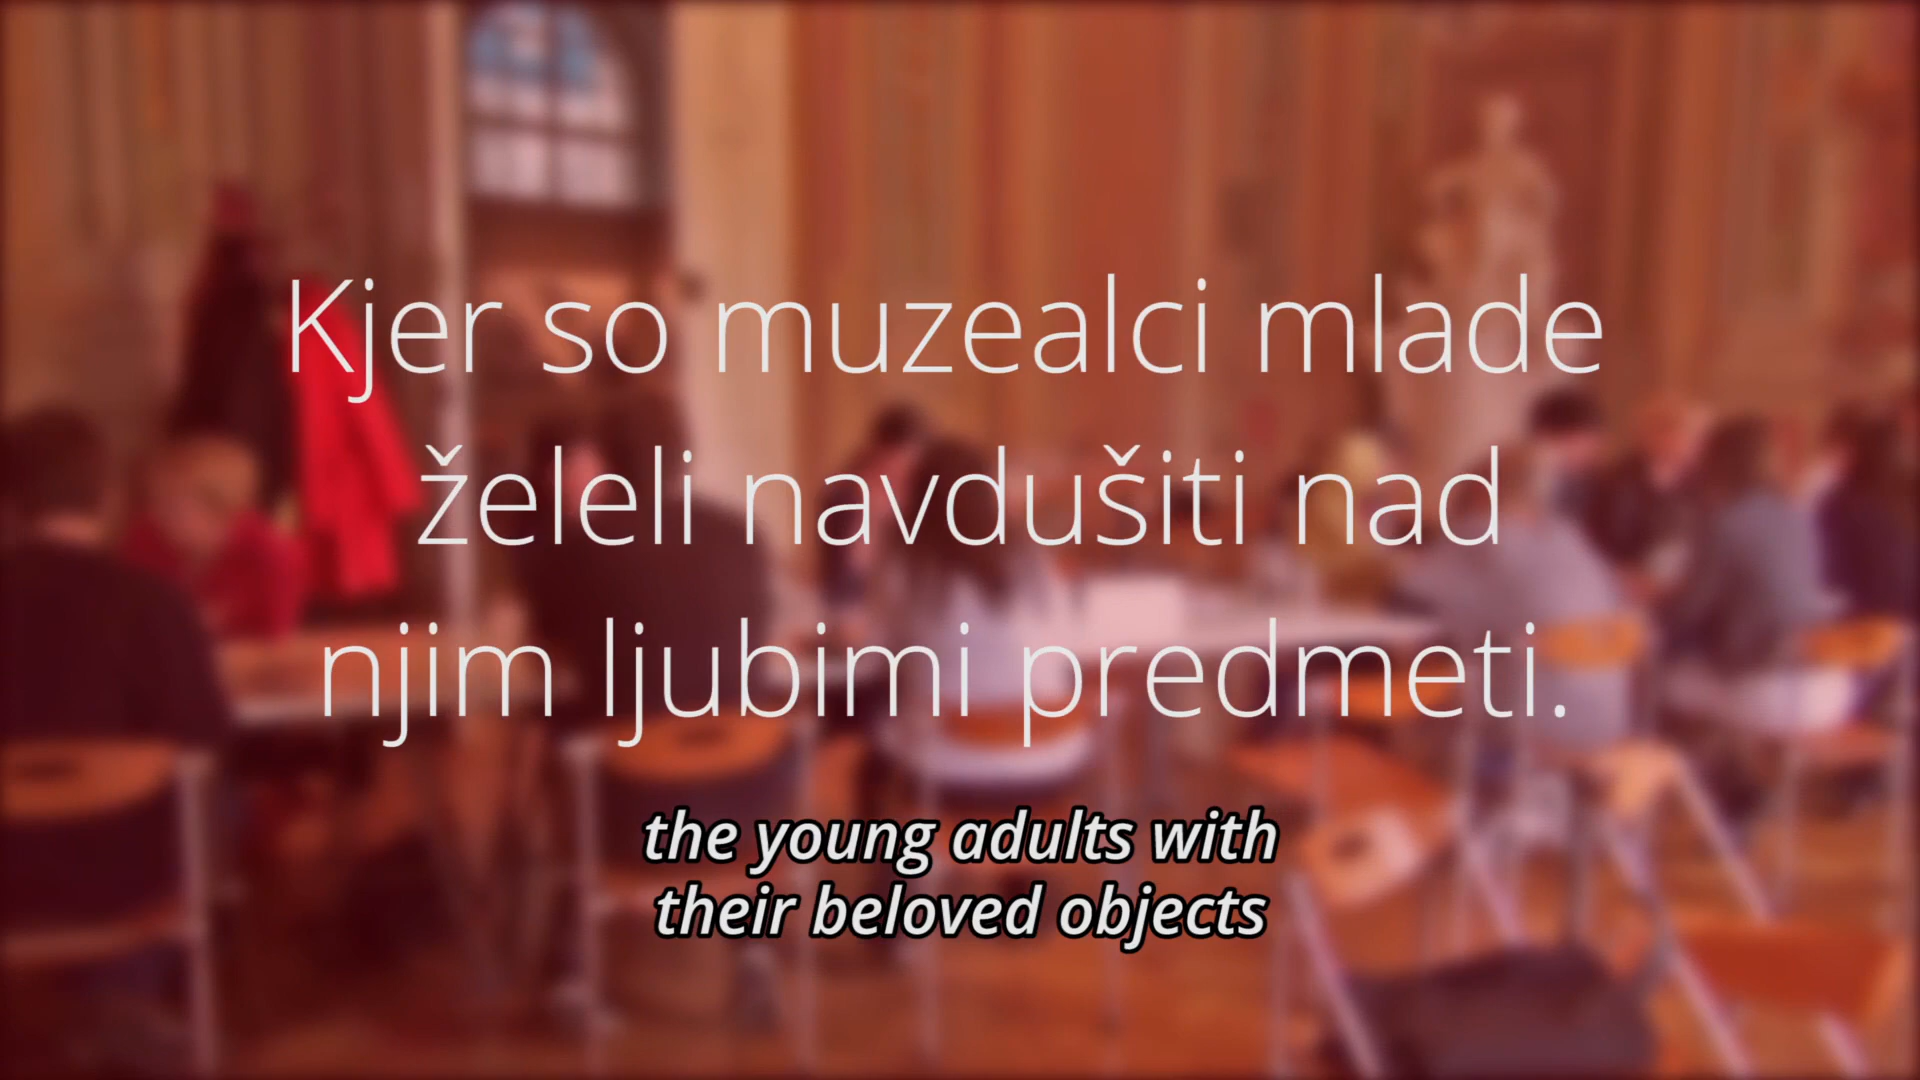 Kjer so muzealci mlade
želeli navdušiti nad
njim ljubimi predmeti.
the young adults with
their beloved objects